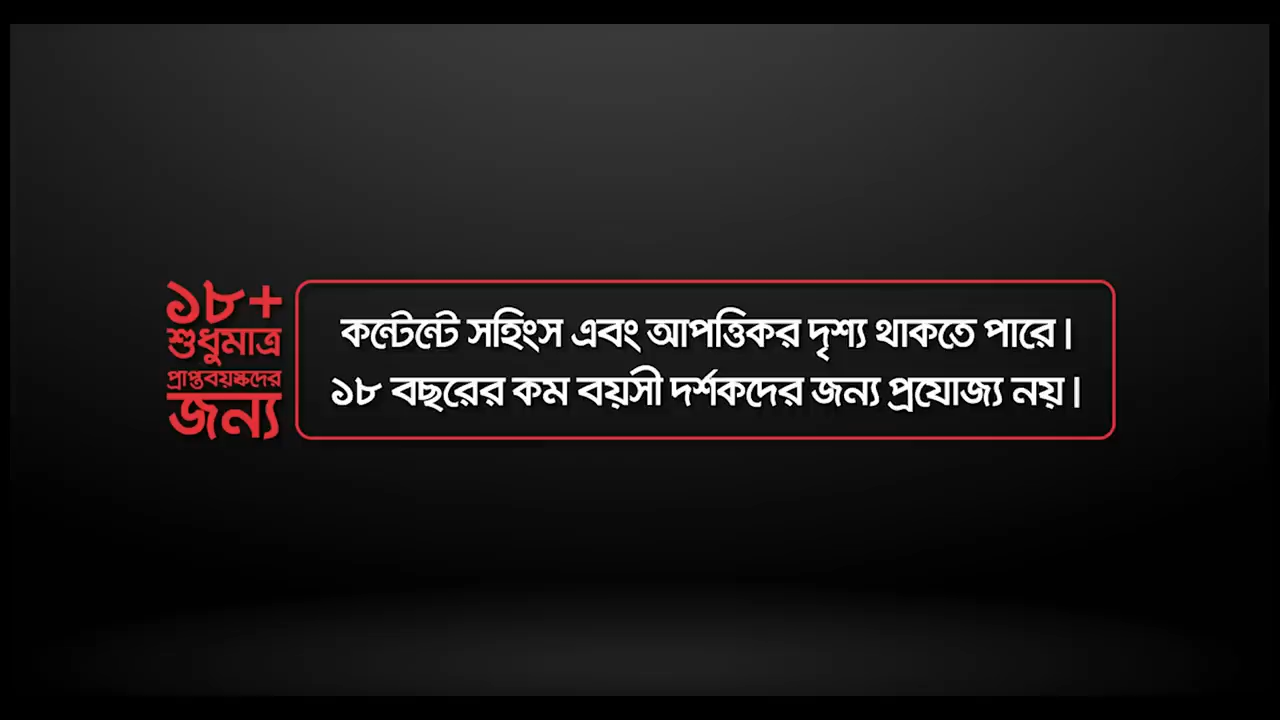 ১৮+
শুধুমাত্র
প্রাপ্তবয়স্কদের
জন্য
কন্টেন্টে সহিংস এবং আপত্তিকর দৃশ্য থাকতে পারে।
১৮ বছরের কম বয়সী দর্শকদের জন্য প্রযোজ্য নয়।